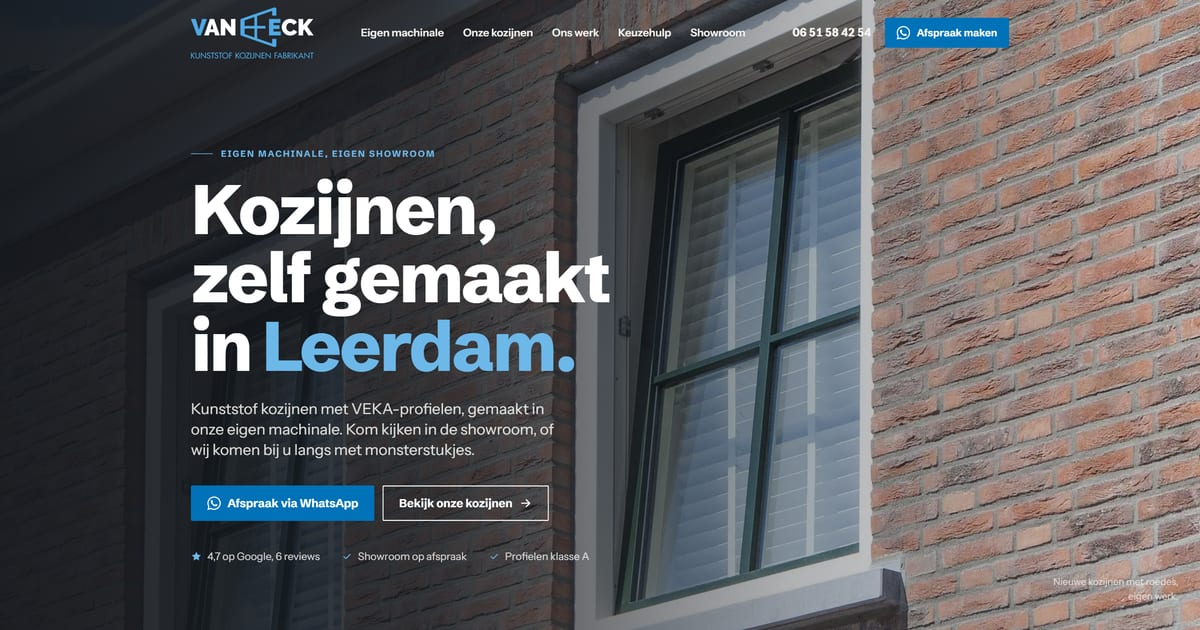 VAN ECK
KUNSTSTOF KOZIJNEN FABRIKANT
Eigen machinale Onze kozijnen Ons werk Keuzehulp Showroom 06 51 58 42 54 Afspraak maken
EIGEN MACHINALE, EIGEN SHOWROOM
Kozijnen,
zelf gemaakt
in Leerdam.
Kunststof kozijnen met VEKA-profielen, gemaakt in
onze eigen machinale. Kom kijken in de showroom, of
wij komen bij u langs met monsterstukjes.
Afspraak via WhatsApp Bekijk onze kozijnen →
4,7 op Google, 6 reviews Showroom op afspraak Profielen klasse A
Nieuwe kozijnen met roedes,
eigen werk.